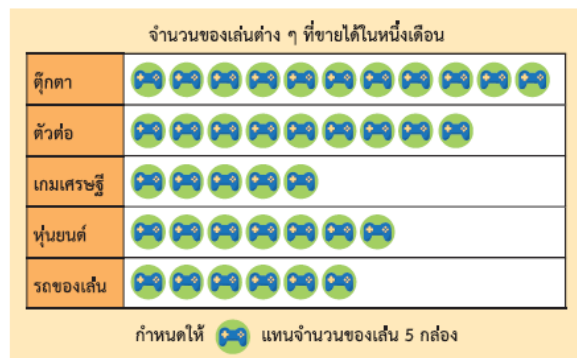 จำนวนของเล่นต่าง ๆ ที่ขายได้ในหนึ่งเดือน
ตุ๊กตา
ตัวต่อ
เกมเศรษฐี
หุ่นยนต์
รถของเล่น
กำหนดให้ แทนจำนวนของเล่น 5 กล่อง